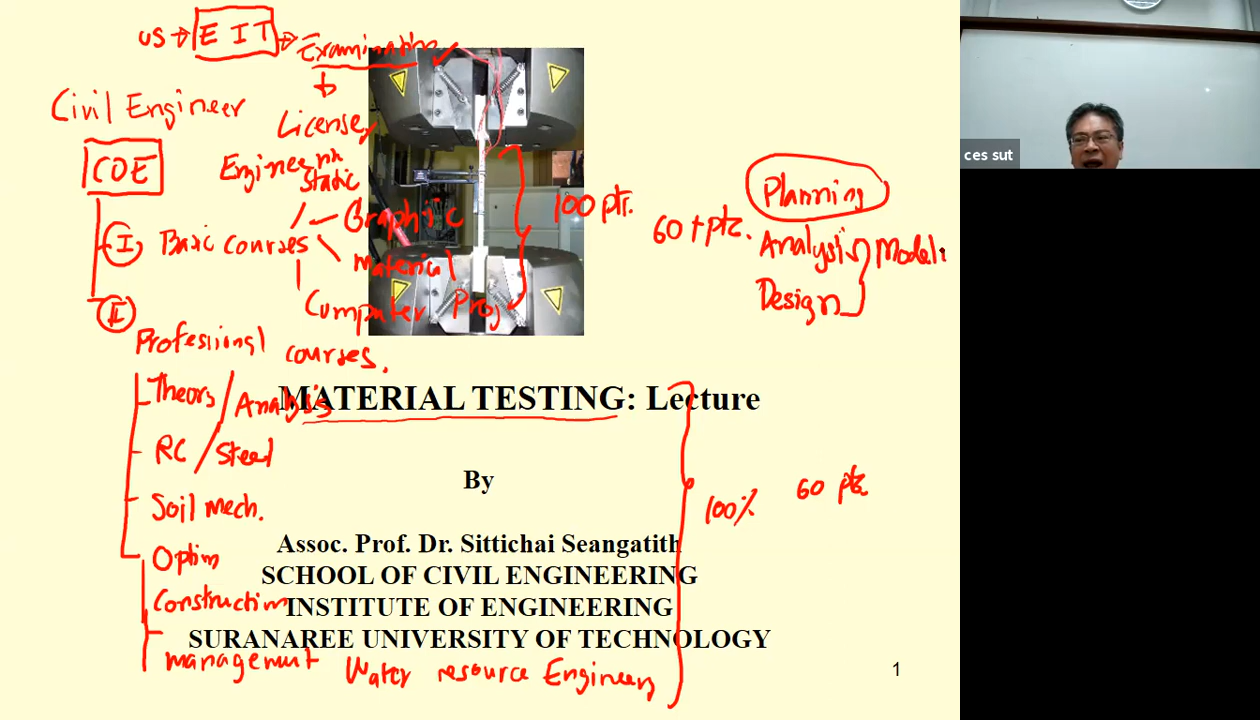 US → EIT → Examination
Civil Engineer
License
COE
Engineering
Static
Graphic
100 pts.
Planning
60+ pts.
I Basic courses
Analysis
Model
Material
Design
Computer Prog
II
Professional courses.
Theory / Analysis
MATERIAL TESTING: Lecture
RC / Steel
By
Soil mech.
100%
60 pts
Assoc. Prof. Dr. Sittichai Seangatith
Optim
SCHOOL OF CIVIL ENGINEERING
Construction
INSTITUTE OF ENGINEERING
SURANAREE UNIVERSITY OF TECHNOLOGY
management
Water resource Engineer
1
ces sut